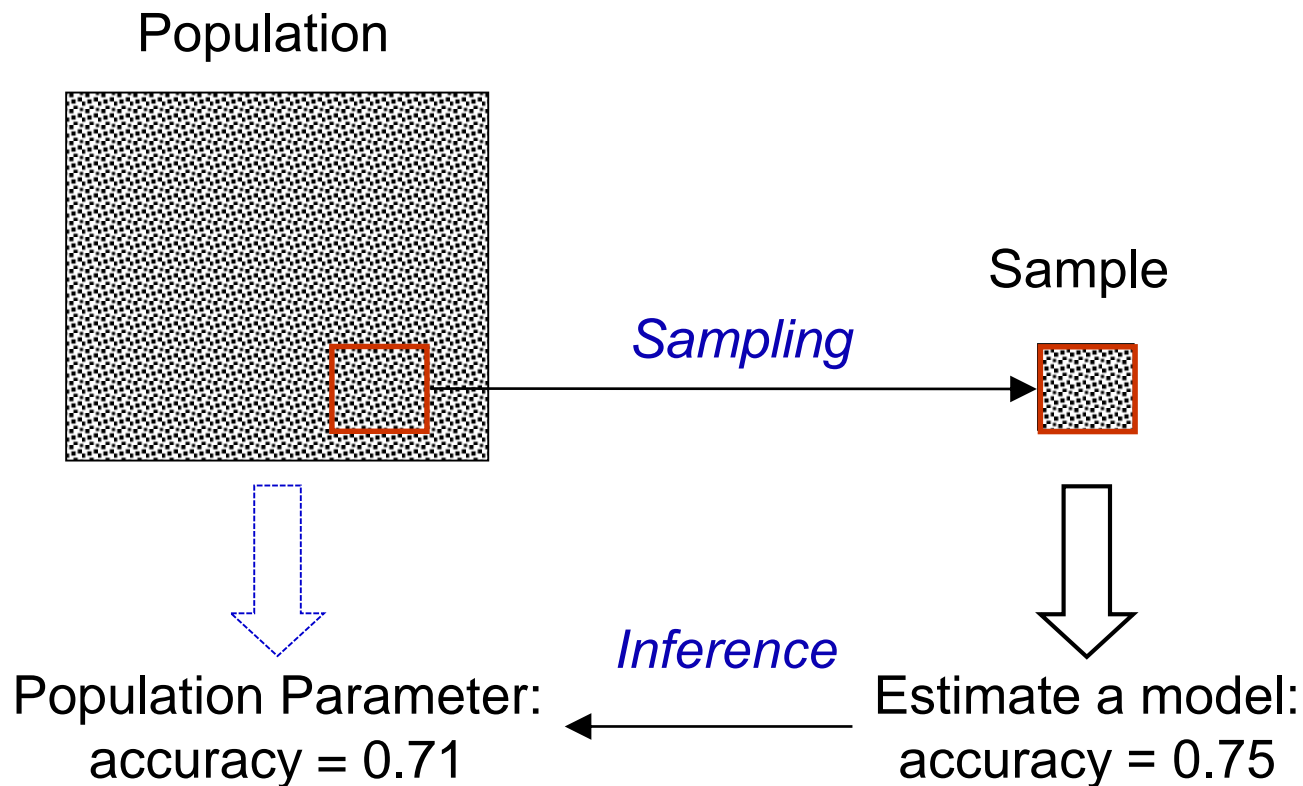 Population
Sample
Sampling
Inference
Population Parameter:
accuracy = 0.71
Estimate a model:
accuracy = 0.75